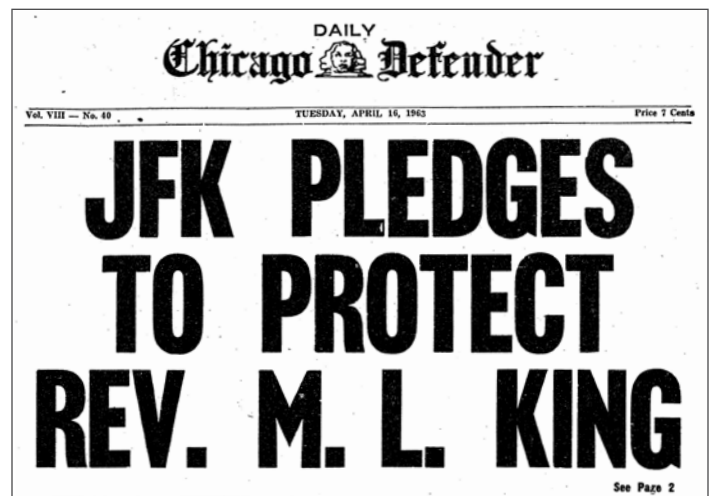 DAILY
Chicago Defender
Vol. VIII — No. 40 TUESDAY, APRIL 16, 1963 Price 7 Cents
JFK PLEDGES
TO PROTECT
REV. M. L. KING
See Page 2